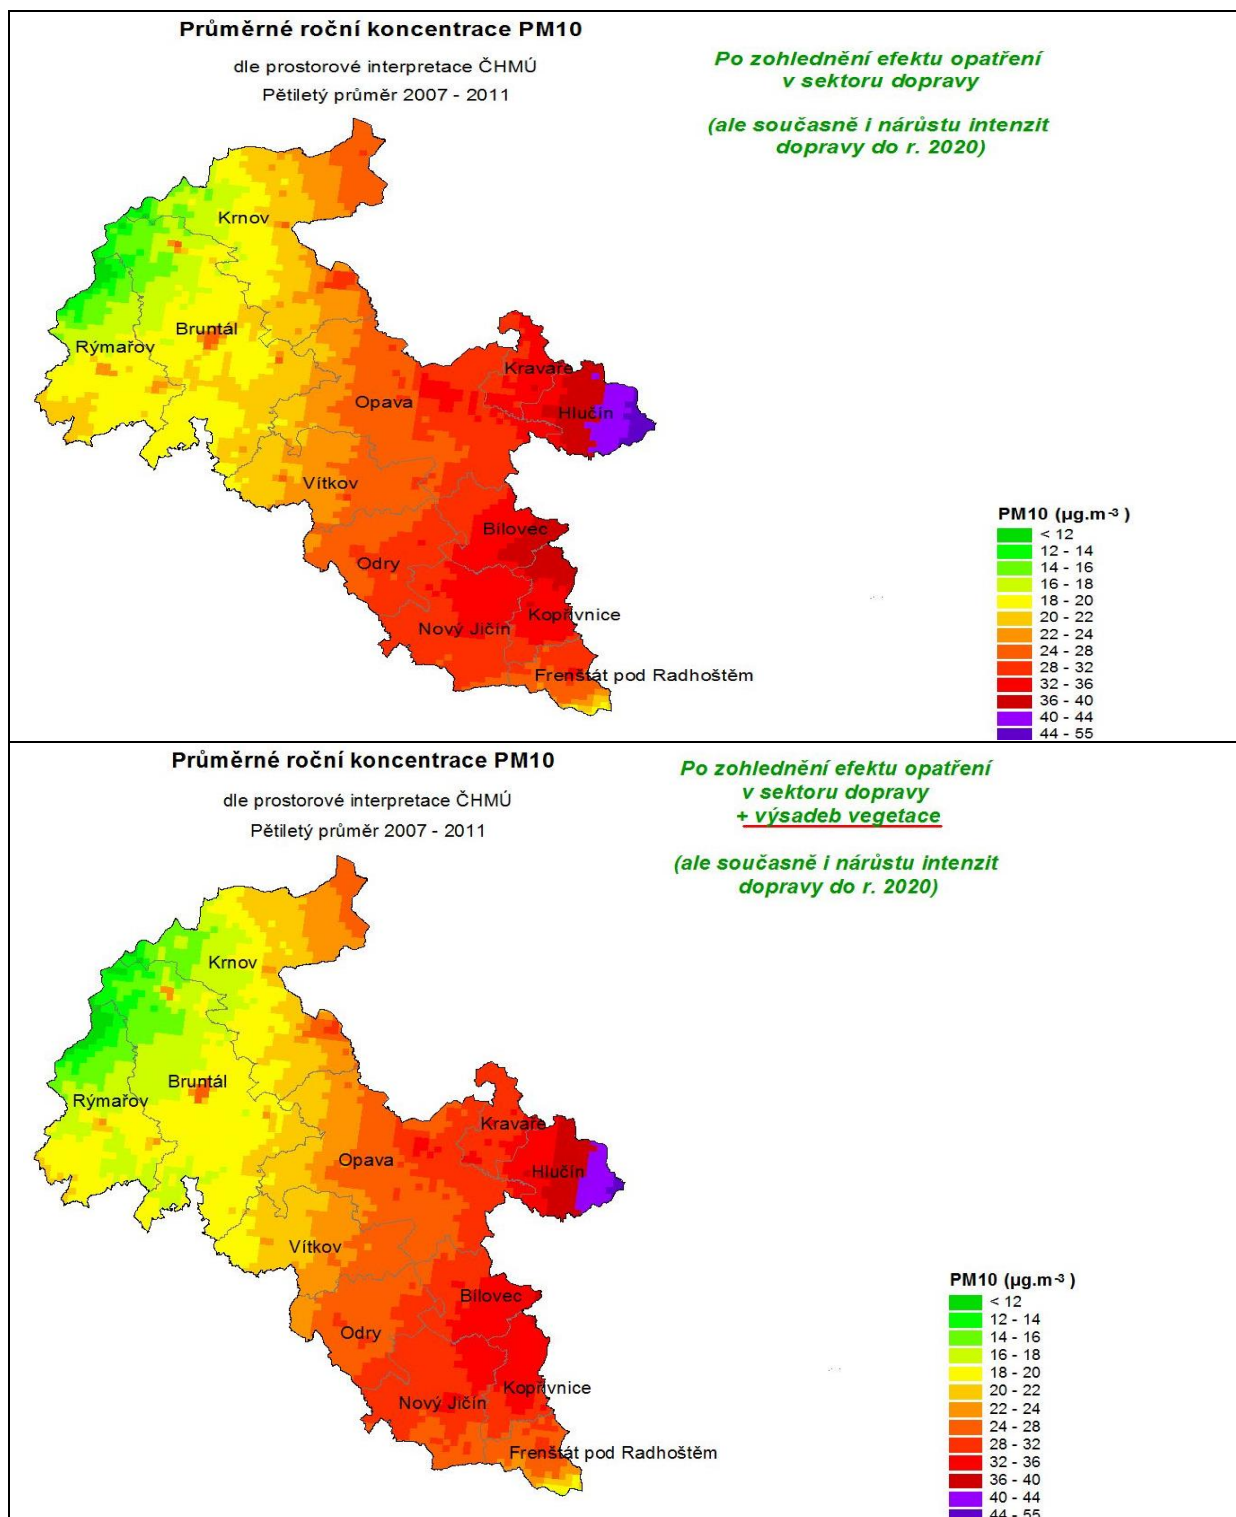 Průměrné roční koncentrace PM10
dle prostorové interpretace ČHMÚ
Pětiletý průměr 2007 - 2011
Po zohlednění efektu opatření
v sektoru dopravy
(ale současně i nárůstu intenzit
dopravy do r. 2020)
Krnov
Bruntál
Rýmařov
Kravaře
Opava
Hlučín
Vítkov
Bílovec
Odry
Kopřivnice
Nový Jičín
Frenštát pod Radhoštěm
PM10 (µg.m-3 )
< 12
12 - 14
14 - 16
16 - 18
18 - 20
20 - 22
22 - 24
24 - 28
28 - 32
32 - 36
36 - 40
40 - 44
44 - 55
Průměrné roční koncentrace PM10
dle prostorové interpretace ČHMÚ
Pětiletý průměr 2007 - 2011
Po zohlednění efektu opatření
v sektoru dopravy
+ výsadeb vegetace
(ale současně i nárůstu intenzit
dopravy do r. 2020)
Krnov
Bruntál
Rýmařov
Kravaře
Opava
Hlučín
Vítkov
Bílovec
Odry
Kopřivnice
Nový Jičín
Frenštát pod Radhoštěm
PM10 (µg.m-3 )
< 12
12 - 14
14 - 16
16 - 18
18 - 20
20 - 22
22 - 24
24 - 28
28 - 32
32 - 36
36 - 40
40 - 44
44 - 55